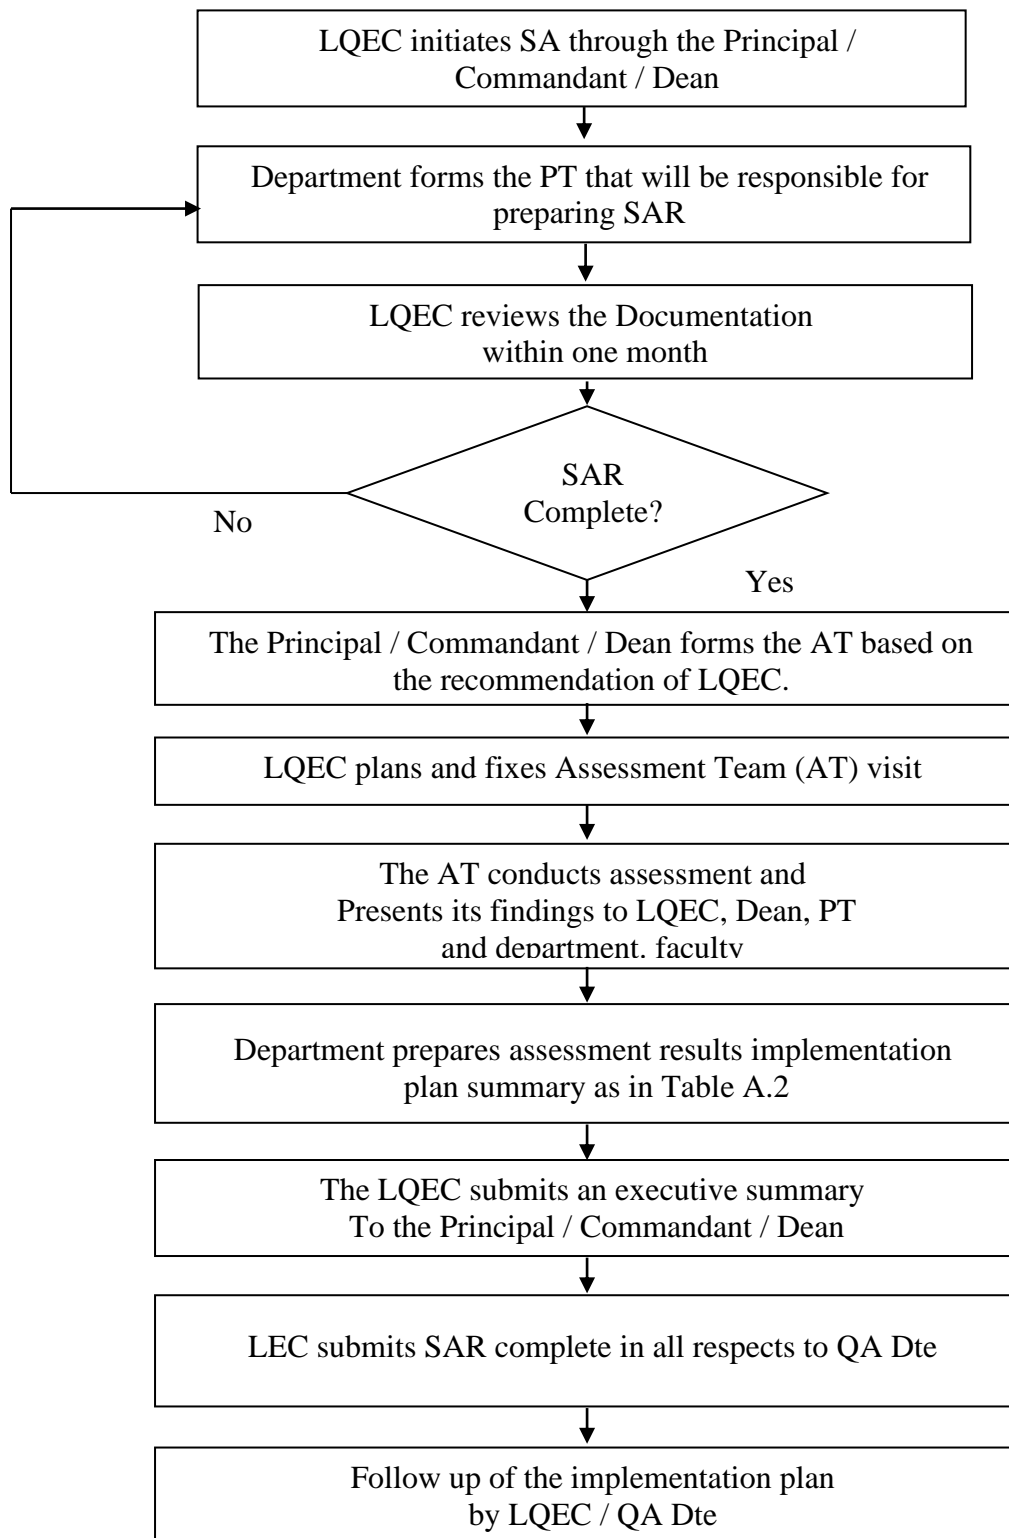 LQEC initiates SA through the Principal /
Commandant / Dean
Department forms the PT that will be responsible for
preparing SAR
LQEC reviews the Documentation
within one month
SAR
Complete?
No
Yes
The Principal / Commandant / Dean forms the AT based on
the recommendation of LQEC.
LQEC plans and fixes Assessment Team (AT) visit
The AT conducts assessment and
Presents its findings to LQEC, Dean, PT
and department, faculty
Department prepares assessment results implementation
plan summary as in Table A.2
The LQEC submits an executive summary
To the Principal / Commandant / Dean
LEC submits SAR complete in all respects to QA Dte
Follow up of the implementation plan
by LQEC / QA Dte